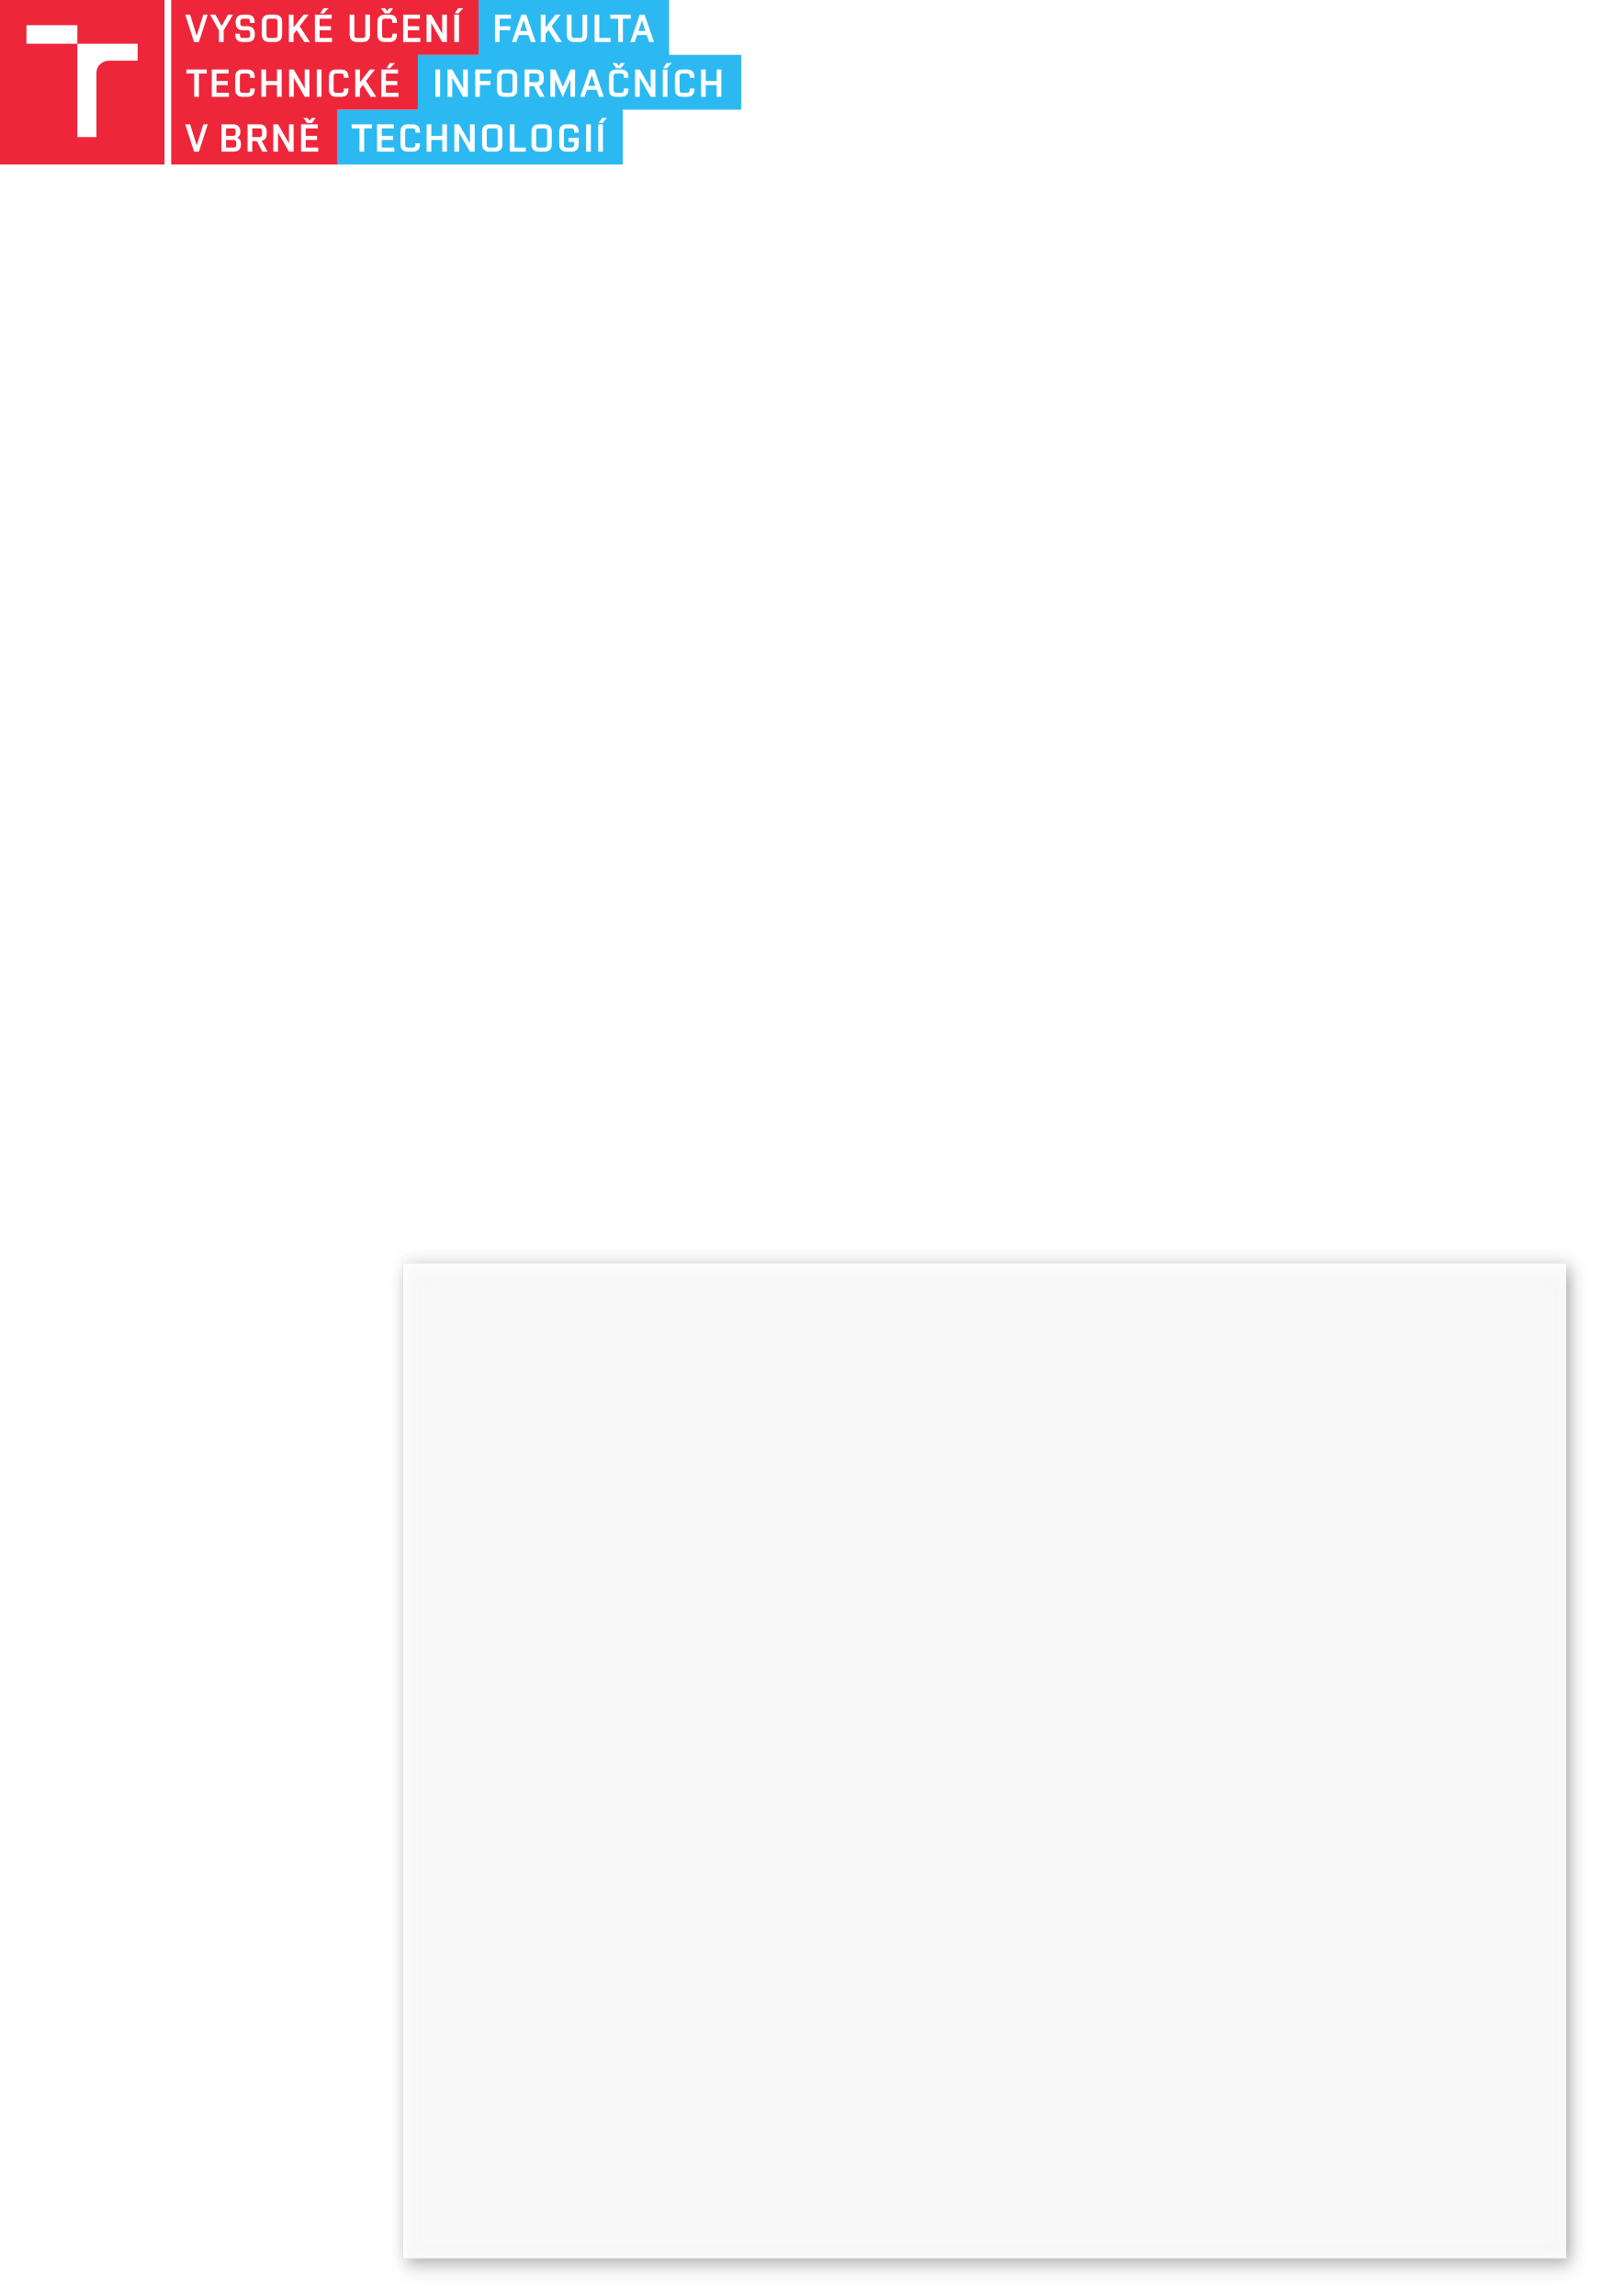 VYSOKÉ UČENÍ FAKULTA
TECHNICKÉ INFORMAČNÍCH
V BRNĚ TECHNOLOGIÍ